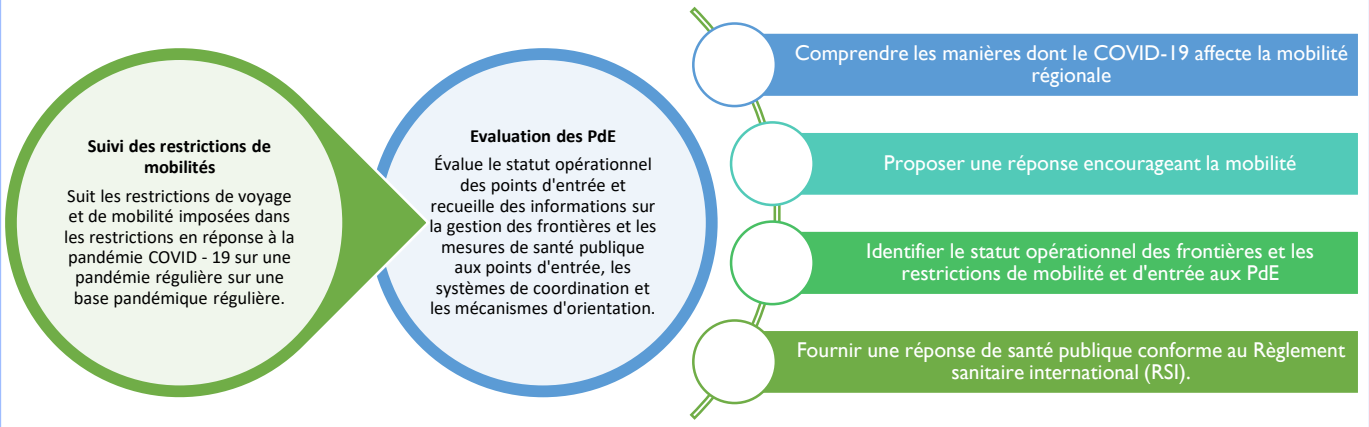 Suivi des restrictions de
mobilités
Suit les restrictions de voyage
et de mobilité imposées dans
les restrictions en réponse à la
pandémie COVID - 19 sur une
pandémie régulière sur une
base pandémique régulière.
Evaluation des PdE
Évalue le statut opérationnel
des points d'entrée et
recueille des informations sur
la gestion des frontières et les
mesures de santé publique
aux points d'entrée, les
systèmes de coordination et
les mécanismes d'orientation.
Comprendre les manières dont le COVID-19 affecte la mobilité
régionale
Proposer une réponse encourageant la mobilité
Identifier le statut opérationnel des frontières et les
restrictions de mobilité et d'entrée aux PdE
Fournir une réponse de santé publique conforme au Règlement
sanitaire international (RSI).